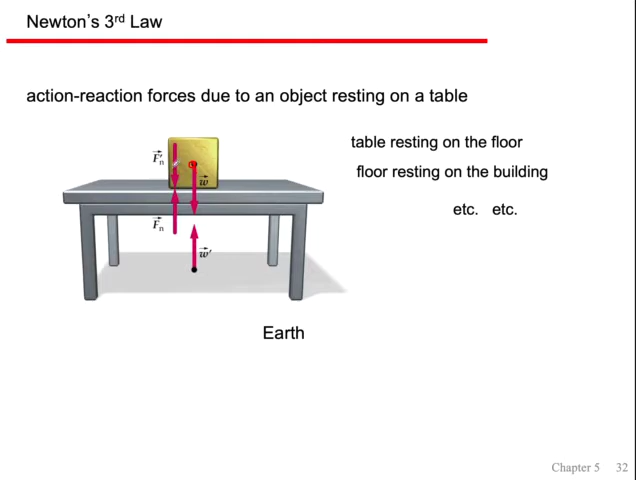 Newton's 3rd Law
action-reaction forces due to an object resting on a table
table resting on the floor
floor resting on the building
etc. etc.
F'n
w
Fn
w'
Earth
Chapter 5 32